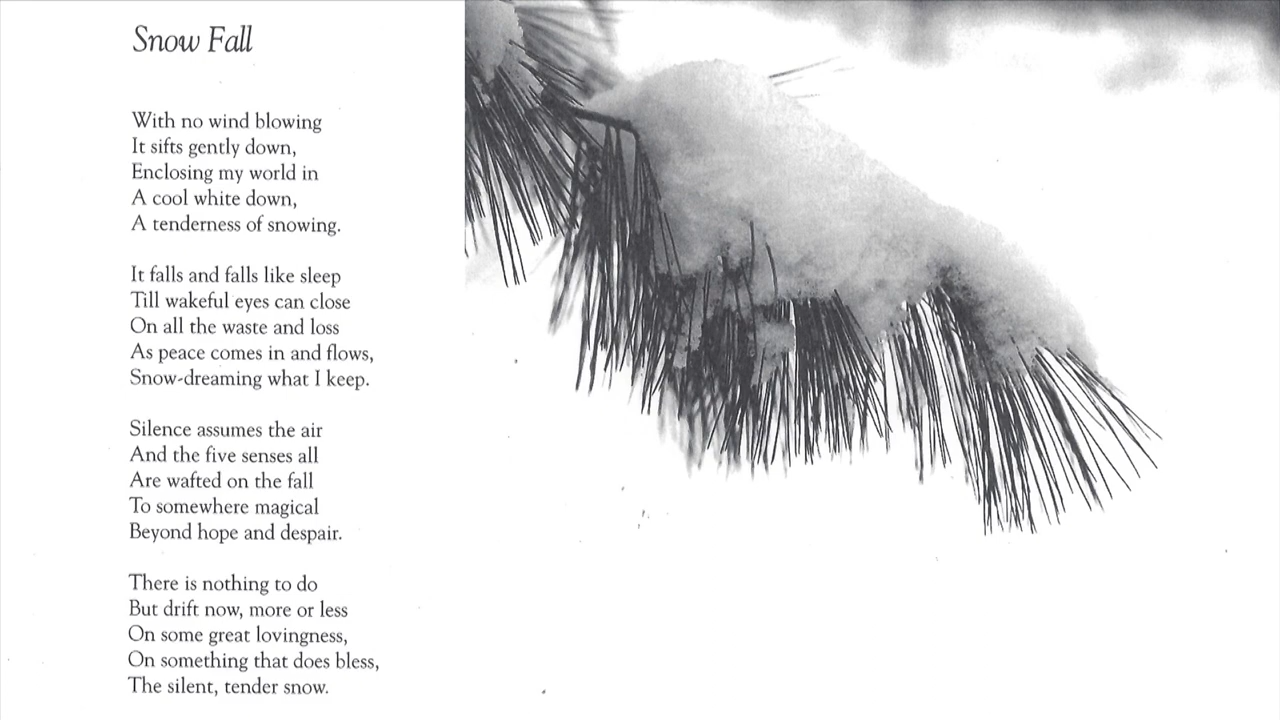 Snow Fall
With no wind blowing
It sifts gently down,
Enclosing my world in
A cool white down,
A tenderness of snowing.
It falls and falls like sleep
Till wakeful eyes can close
On all the waste and loss
As peace comes in and flows,
Snow-dreaming what I keep.
Silence assumes the air
And the five senses all
Are wafted on the fall
To somewhere magical
Beyond hope and despair.
There is nothing to do
But drift now, more or less
On some great lovingness,
On something that does bless,
The silent, tender snow.